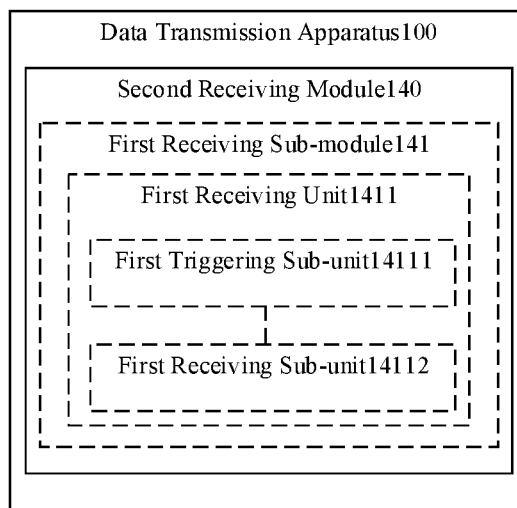 Data Transmission Apparatus100
Second Receiving Module140
First Receiving Sub-module141
First Receiving Unit1411
First Triggering Sub-unit14111
First Receiving Sub-unit14112